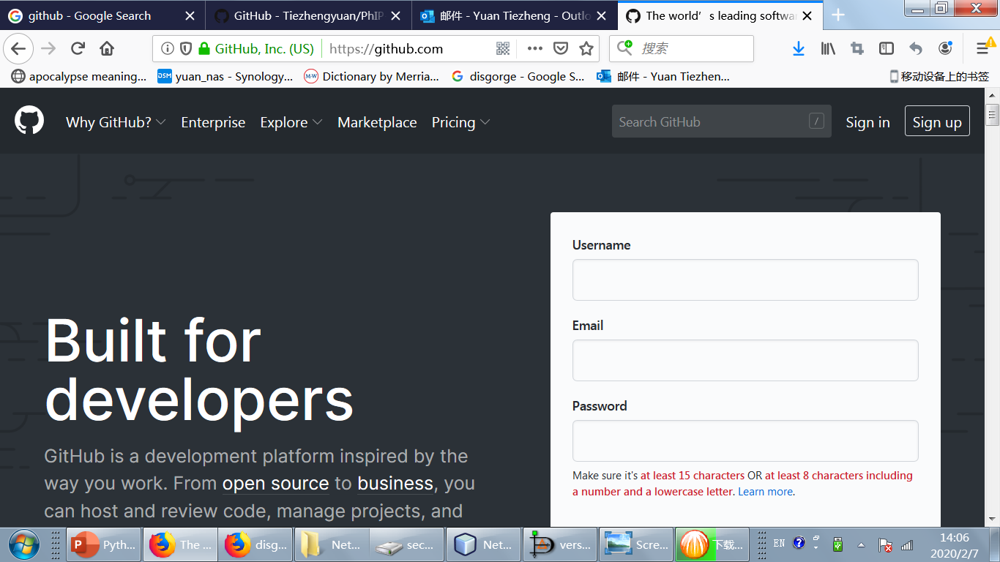 github - Google Search
GitHub - Tiezhengyuan/PhIP
邮件 - Yuan Tiezheng - Outlo
The world's leading softwar
GitHub, Inc. (US)
https://github.com
搜索
apocalypse meaning...
DSM
yuan_nas - Synology...
M-W
Dictionary by Merria...
disgorge - Google S...
邮件 - Yuan Tiezhen...
移动设备上的书签
Why GitHub?
Enterprise
Explore
Marketplace
Pricing
Search GitHub
/
Sign in
Sign up
Username
Email
Password
Make sure it's at least 15 characters OR at least 8 characters including
a number and a lowercase letter. Learn more.
Built for
developers
GitHub is a development platform inspired by the
way you work. From open source to business, you
can host and review code, manage projects, and
Pyth...
The ...
disg...
Net...
sec...
Net...
vers...
Scre...
下载...
EN
14:06
2020/2/7